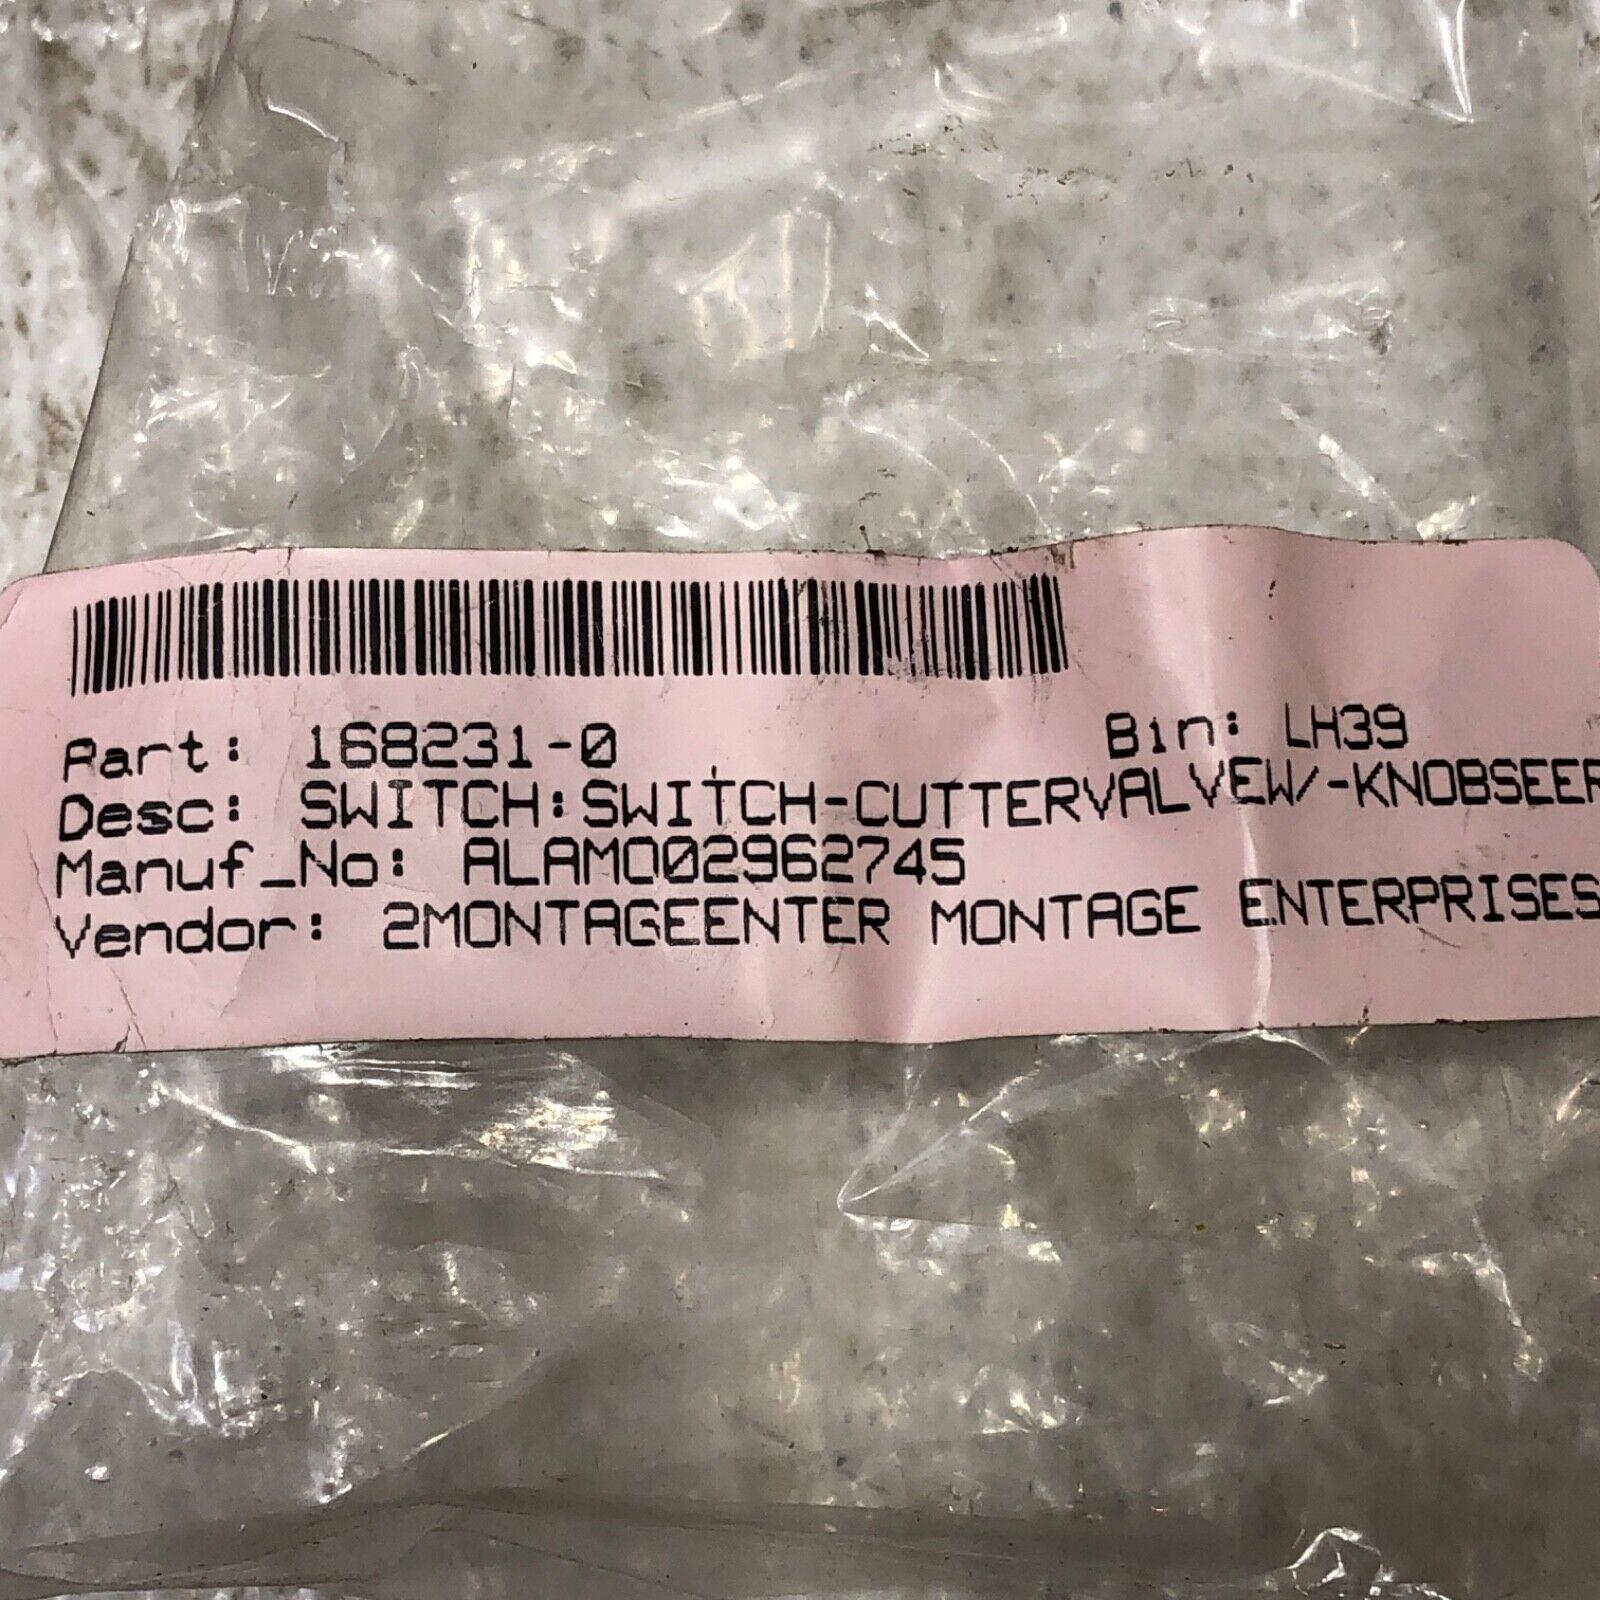 Part: 168231-0 Bin: LH39
Desc: SWITCH:SWITCH-CUTTERVALVEW/-KNOBSEER
Manuf_No: ALAMO02962745
Vendor: 2MONTAGEENTER MONTAGE ENTERPRISES